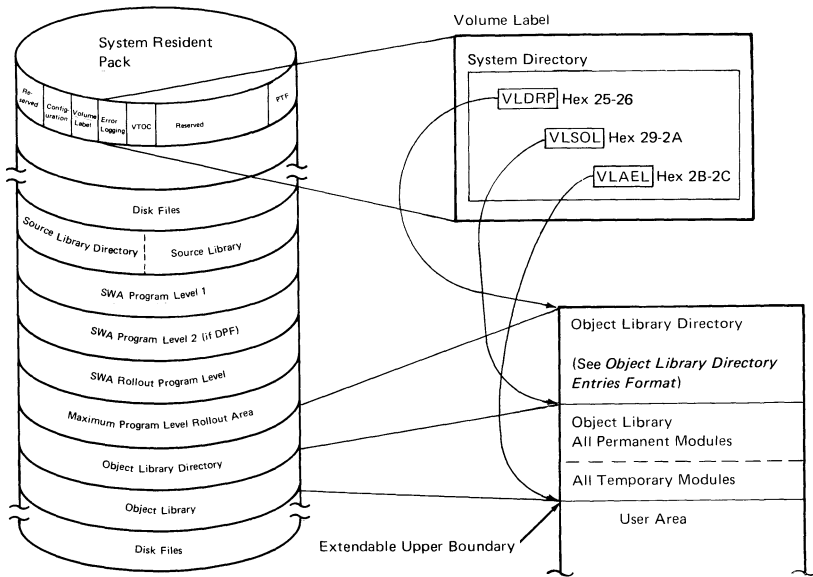 Volume Label
System Resident
Pack
System Directory
Re-
served
Config-
uration
Volume
Label
Error
Logging
VTOC
Reserved
PTF
VLDRP Hex 25-26
VLSOL Hex 29-2A
VLAEL Hex 2B-2C
Disk Files
Source Library Directory
Source Library
SWA Program Level 1
SWA Program Level 2 (if DPF)
SWA Rollout Program Level
Maximum Program Level Rollout Area
Object Library Directory
Object Library
Disk Files
Object Library Directory
(See Object Library Directory
Entries Format)
Object Library
All Permanent Modules
All Temporary Modules
User Area
Extendable Upper Boundary